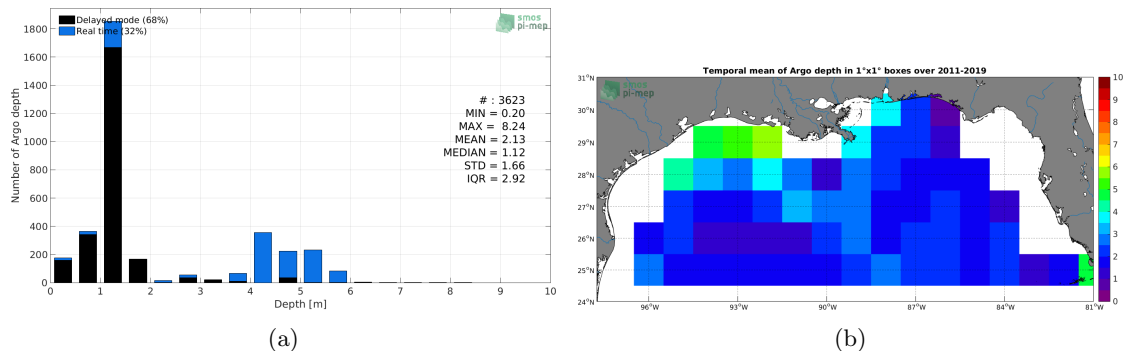 smos
pi-mep
Delayed mode (68%)
Real time (32%)
1800
1600
1400
1200
1000
800
600
400
200
0
Number of Argo depth
# : 3623
MIN = 0.20
MAX = 8.24
MEAN = 2.13
MEDIAN = 1.12
STD = 1.66
IQR = 2.92
0 1 2 3 4 5 6 7 8 9 10
Depth [m]
(a)
Temporal mean of Argo depth in 1°x1° boxes over 2011-2019
smos
pi-mep
31°N
30°N
29°N
28°N
27°N
26°N
25°N
24°N
96°W 93°W 90°W 87°W 84°W 81°W
10
9
8
7
6
5
4
3
2
1
0
(b)